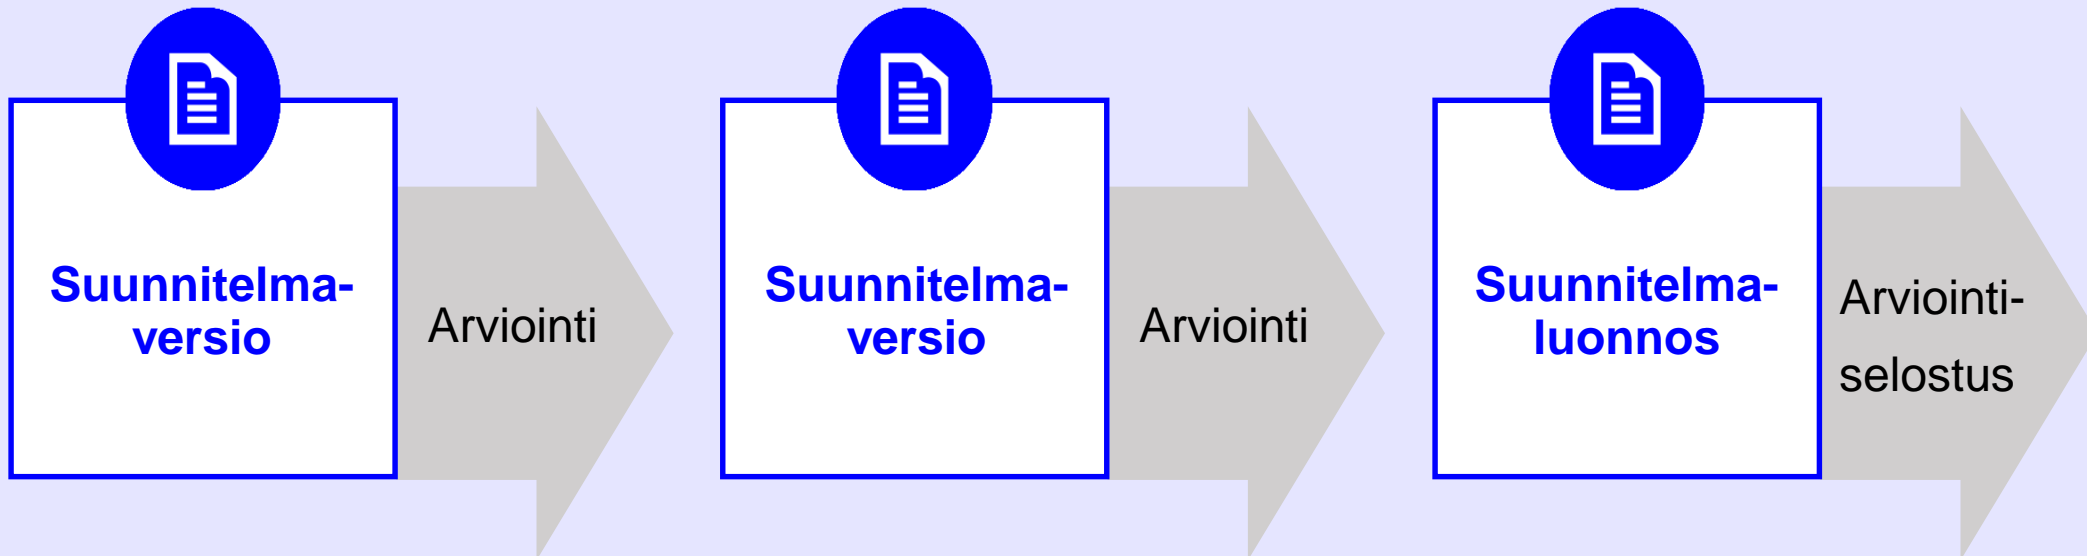 Suunnitelma-
versio
Arviointi
Suunnitelma-
versio
Arviointi
Suunnitelma-
luonnos
Arviointi-
selostus